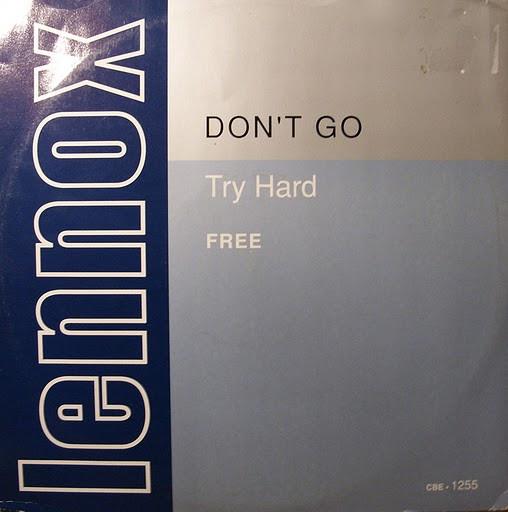 lennox
DON'T GO
Try Hard
FREE
CBE - 1255